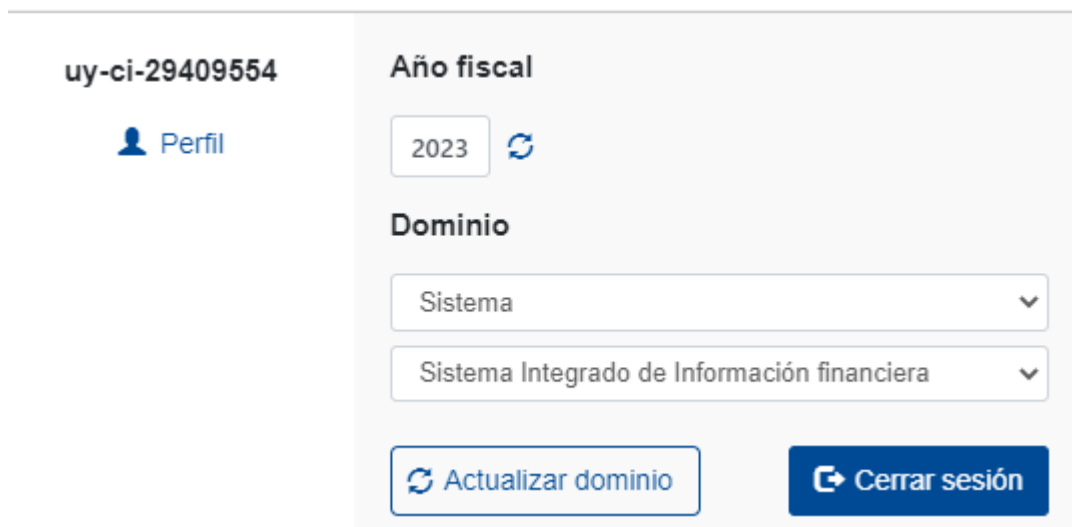 uy-ci-29409554
Perfil
Año fiscal
2023
Dominio
Sistema
Sistema Integrado de Información financiera
Actualizar dominio
Cerrar sesión